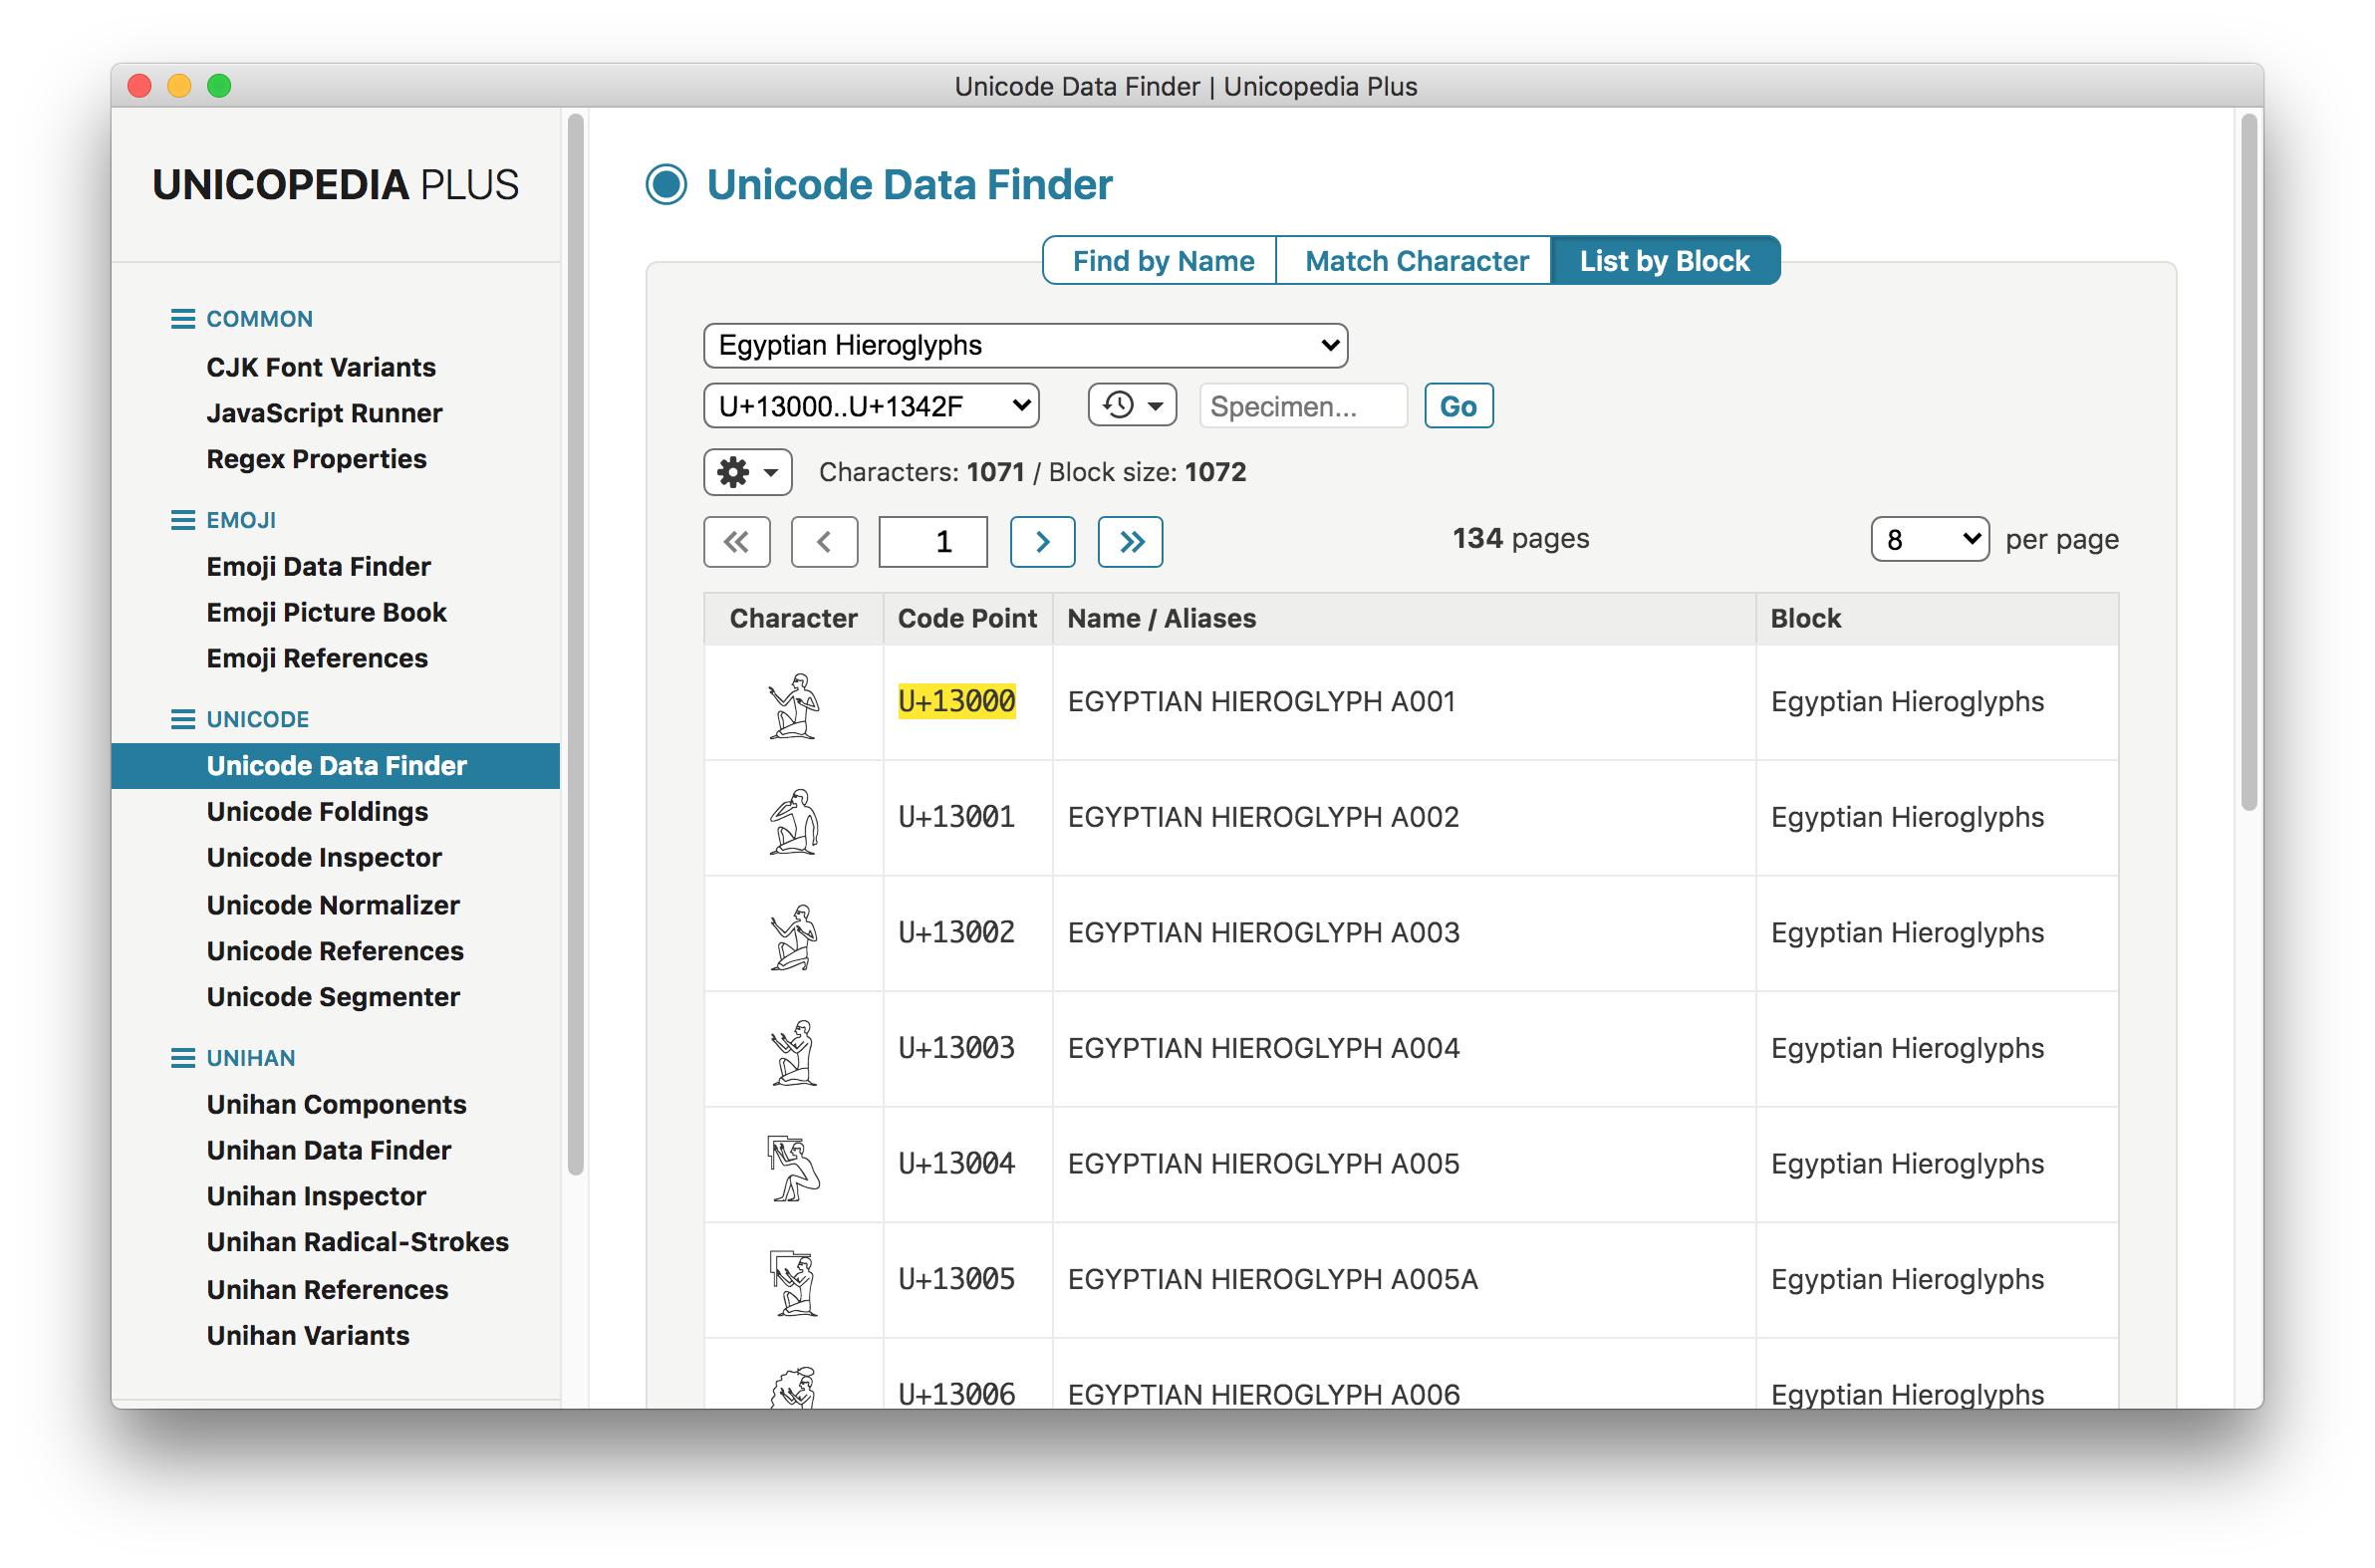 Unicode Data Finder | Unicopedia Plus
UNICOPEDIA PLUS
COMMON
CJK Font Variants
JavaScript Runner
Regex Properties
EMOJI
Emoji Data Finder
Emoji Picture Book
Emoji References
UNICODE
Unicode Data Finder
Unicode Foldings
Unicode Inspector
Unicode Normalizer
Unicode References
Unicode Segmenter
UNIHAN
Unihan Components
Unihan Data Finder
Unihan Inspector
Unihan Radical-Strokes
Unihan References
Unihan Variants
Unicode Data Finder
Find by Name Match Character List by Block
Egyptian Hieroglyphs
U+13000..U+1342F Specimen... Go
Characters: 1071 / Block size: 1072
1 134 pages 8 per page
Character Code Point Name / Aliases Block
𓀀 U+13000 EGYPTIAN HIEROGLYPH A001 Egyptian Hieroglyphs
𓀁 U+13001 EGYPTIAN HIEROGLYPH A002 Egyptian Hieroglyphs
𓀂 U+13002 EGYPTIAN HIEROGLYPH A003 Egyptian Hieroglyphs
𓀃 U+13003 EGYPTIAN HIEROGLYPH A004 Egyptian Hieroglyphs
𓀄 U+13004 EGYPTIAN HIEROGLYPH A005 Egyptian Hieroglyphs
𓀅 U+13005 EGYPTIAN HIEROGLYPH A005A Egyptian Hieroglyphs
𓀆 U+13006 EGYPTIAN HIEROGLYPH A006 Egyptian Hieroglyphs